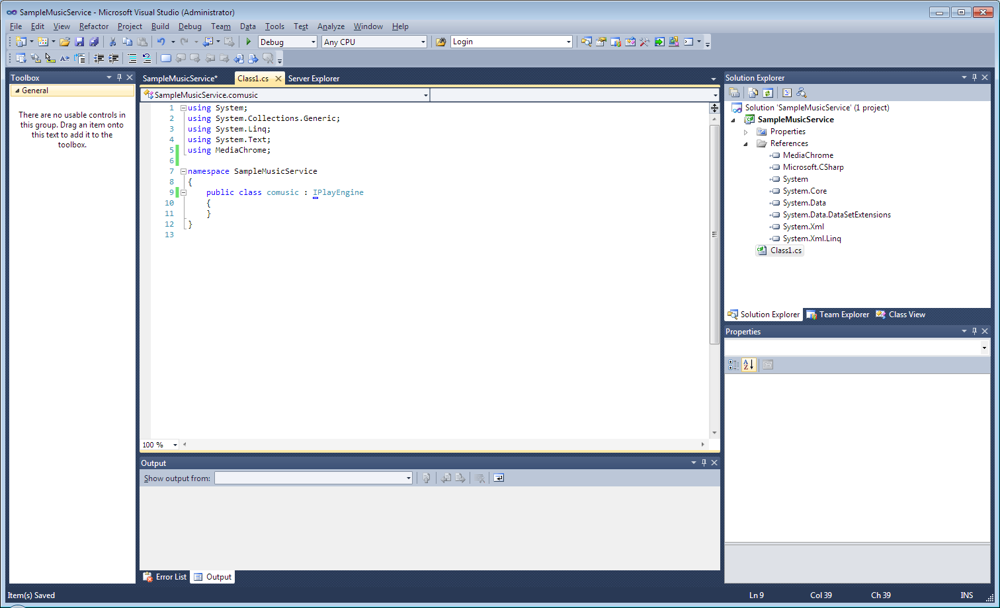 SampleMusicService - Microsoft Visual Studio (Administrator)
File Edit View Refactor Project Build Debug Team Data Tools Test Analyze Window Help
Debug Any CPU Login
Toolbox
General
There are no usable controls in
this group. Drag an item onto
this text to add it to the
toolbox.
SampleMusicService* Class1.cs Server Explorer
SampleMusicService.comusic
1 using System;
2 using System.Collections.Generic;
3 using System.Linq;
4 using System.Text;
5 using MediaChrome;
6
7 namespace SampleMusicService
8 {
9 public class comusic : IPlayEngine
10 {
11 }
12 }
13
100 %
Output
Show output from:
Error List Output
Solution Explorer
Solution 'SampleMusicService' (1 project)
SampleMusicService
Properties
References
MediaChrome
Microsoft.CSharp
System
System.Core
System.Data
System.Data.DataSetExtensions
System.Xml
System.Xml.Linq
Class1.cs
Solution Explorer Team Explorer Class View
Properties
Item(s) Saved Ln 9 Col 39 Ch 39 INS